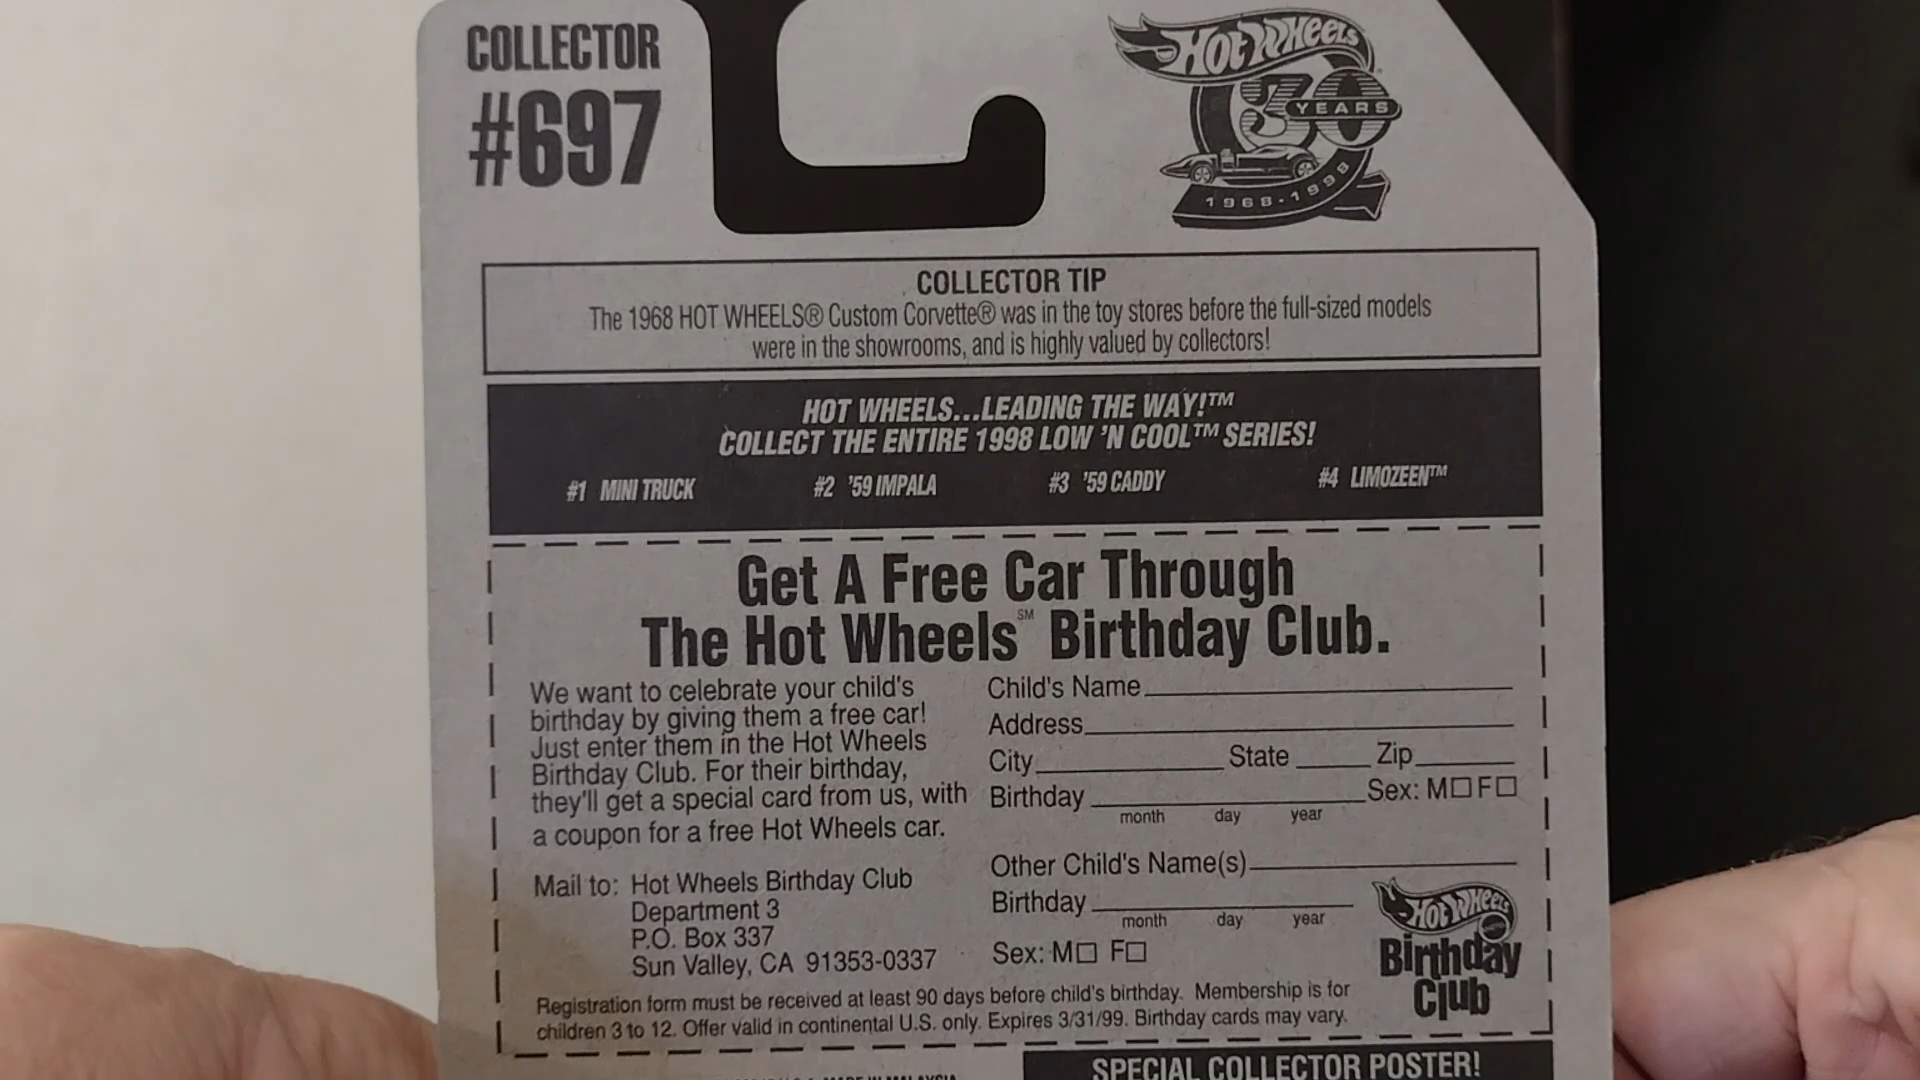 COLLECTOR
#697
HOT WHEELS
30
YEARS
1968-1998
COLLECTOR TIP
The 1968 HOT WHEELS® Custom Corvette® was in the toy stores before the full-sized models
were in the showrooms, and is highly valued by collectors!
HOT WHEELS...LEADING THE WAY!™
COLLECT THE ENTIRE 1998 LOW 'N COOL™ SERIES!
#1 MINI TRUCK #2 '59 IMPALA #3 '59 CADDY #4 LIMOZEEN™
Get A Free Car Through
The Hot Wheels℠ Birthday Club.
We want to celebrate your child's
birthday by giving them a free car!
Just enter them in the Hot Wheels
Birthday Club. For their birthday,
they'll get a special card from us, with
a coupon for a free Hot Wheels car.
Mail to: Hot Wheels Birthday Club
Department 3
P.O. Box 337
Sun Valley, CA 91353-0337
Child's Name
Address
City State Zip
Birthday Sex: M☐ F☐
month day year
Other Child's Name(s)
Birthday
month day year
Sex: M☐ F☐
HOT WHEELS
Birthday
Club
Registration form must be received at least 90 days before child's birthday. Membership is for
children 3 to 12. Offer valid in continental U.S. only. Expires 3/31/99. Birthday cards may vary.
MADE IN MALAYSIA
SPECIAL COLLECTOR POSTER!